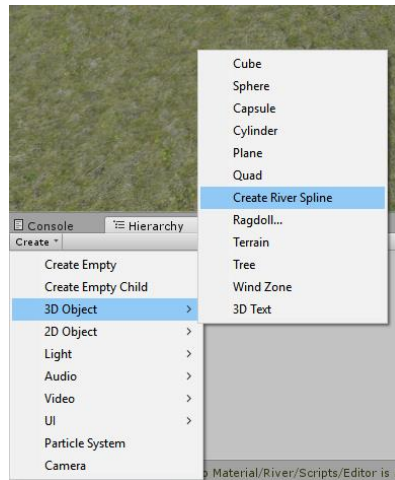 Cube
Sphere
Capsule
Cylinder
Plane
Quad
Create River Spline
Ragdoll...
Terrain
Tree
Wind Zone
3D Text
Console
Hierarchy
Create
Create Empty
Create Empty Child
3D Object
2D Object
Light
Audio
Video
UI
Particle System
Camera
Material/River/Scripts/Editor is